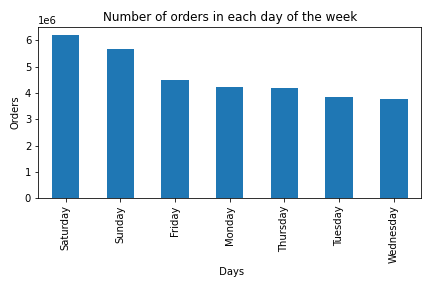 Number of orders in each day of the week
1e6
6
5
4
3
2
1
0
Orders
Saturday
Sunday
Friday
Monday
Thursday
Tuesday
Wednesday
Days